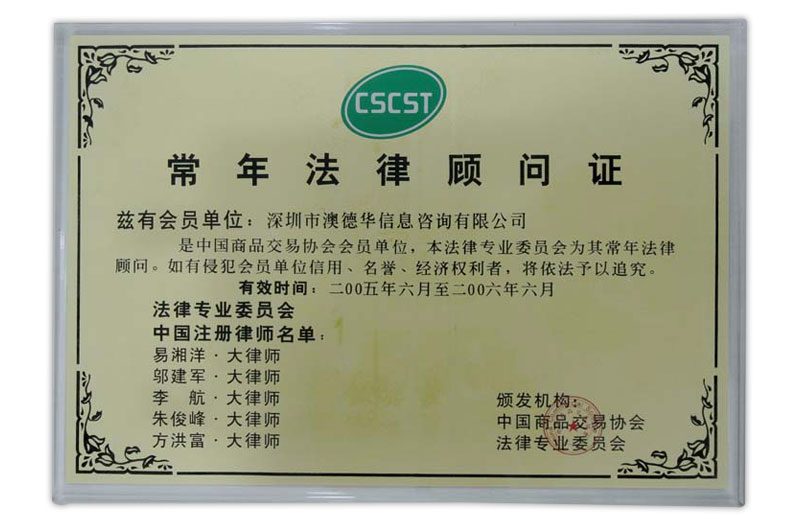 CSCST
常年法律顾问证
兹有会员单位：深圳市澳德华信息咨询有限公司
是中国商品交易协会会员单位，本法律专业委员会为其常年法律
顾问。如有侵犯会员单位信用、名誉、经济权利者，将依法予以追究。
有效时间：二00五年六月至二00六年六月
法律专业委员会
中国注册律师名单：
易湘洋·大律师
邬建军·大律师
李 航·大律师
朱俊峰·大律师
方洪富·大律师
颁发机构：
中国商品交易协会
法律专业委员会